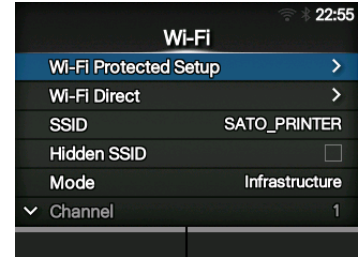 22:55
Wi-Fi
Wi-Fi Protected Setup
Wi-Fi Direct
SSID SATO_PRINTER
Hidden SSID
Mode Infrastructure
Channel 1